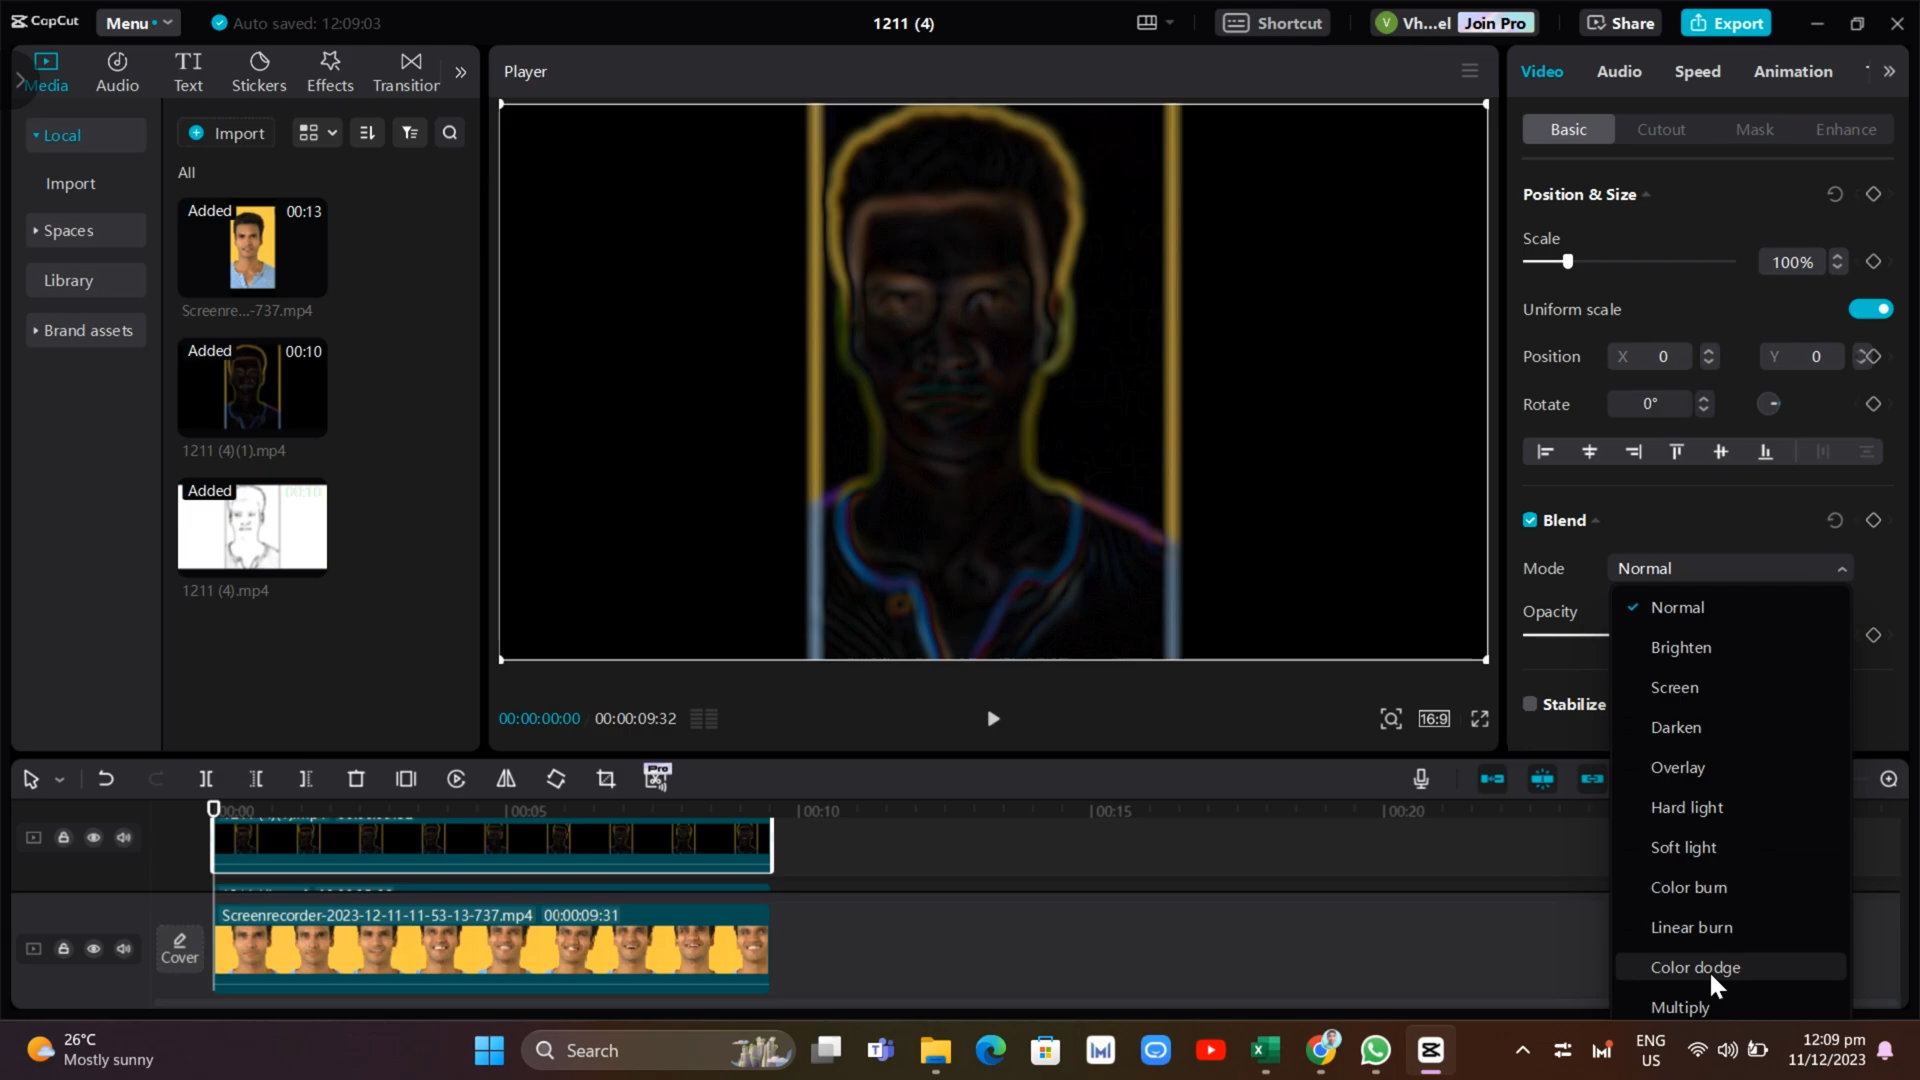 CapCut
Menu
Auto saved: 12:09:03
1211 (4)
Shortcut
V Vh...el Join Pro
Share
Export
Media
Audio
Text
Stickers
Effects
Transition
Local
Import
Spaces
Library
Brand assets
Import
All
Added 00:13
Screenre...-737.mp4
Added 00:10
1211 (4)(1).mp4
Added 00:10
1211 (4).mp4
Player
00:00:00:00 00:00:09:32
16:9
Video
Audio
Speed
Animation
Basic
Cutout
Mask
Enhance
Position & Size
Scale
100%
Uniform scale
Position X 0 Y 0
Rotate 0°
Blend
Mode Normal
Opacity
Normal
Brighten
Screen
Darken
Overlay
Hard light
Soft light
Color burn
Linear burn
Color dodge
Multiply
Stabilize
Pro
00:00 00:05 00:10 00:15 00:20
Cover
Screenrecorder-2023-12-11-11-53-13-737.mp4 00:00:09:31
26°C
Mostly sunny
Search
ENG
US
12:09 pm
11/12/2023